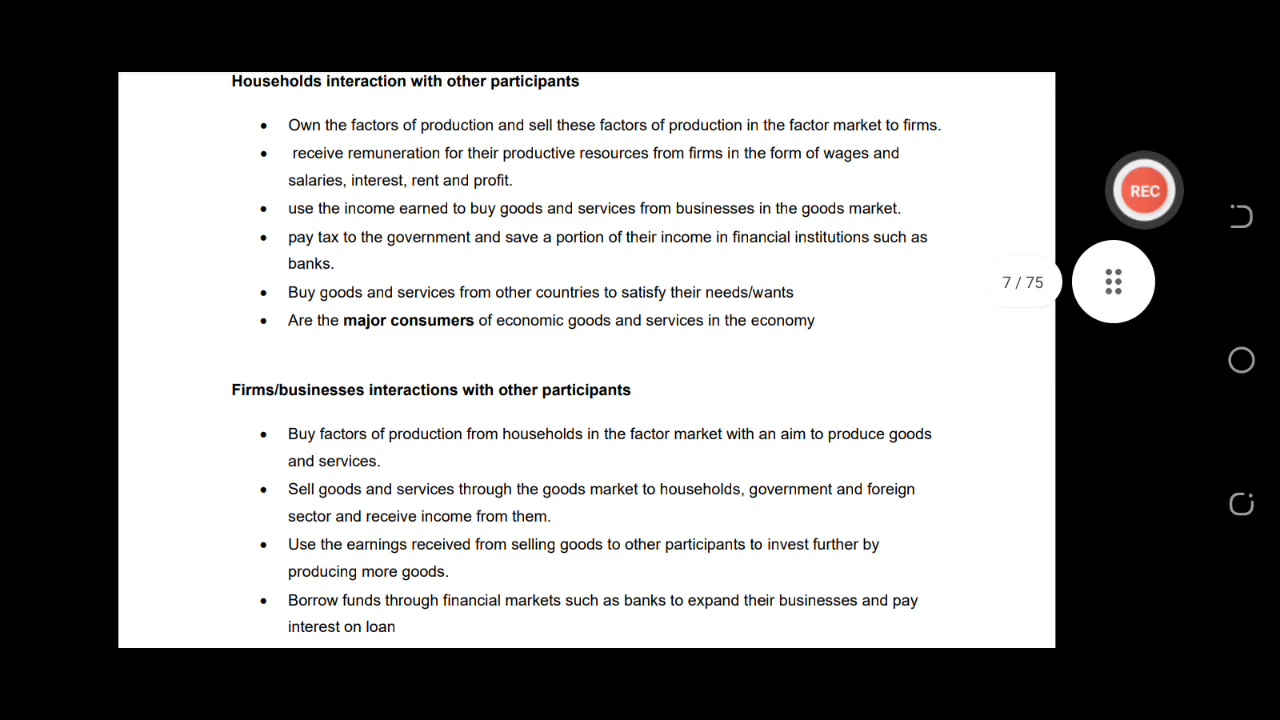 Households interaction with other participants
• Own the factors of production and sell these factors of production in the factor market to firms.
• receive remuneration for their productive resources from firms in the form of wages and
salaries, interest, rent and profit.
• use the income earned to buy goods and services from businesses in the goods market.
• pay tax to the government and save a portion of their income in financial institutions such as
banks.
• Buy goods and services from other countries to satisfy their needs/wants
• Are the major consumers of economic goods and services in the economy
Firms/businesses interactions with other participants
• Buy factors of production from households in the factor market with an aim to produce goods
and services.
• Sell goods and services through the goods market to households, government and foreign
sector and receive income from them.
• Use the earnings received from selling goods to other participants to invest further by
producing more goods.
• Borrow funds through financial markets such as banks to expand their businesses and pay
interest on loan
REC
7 / 75